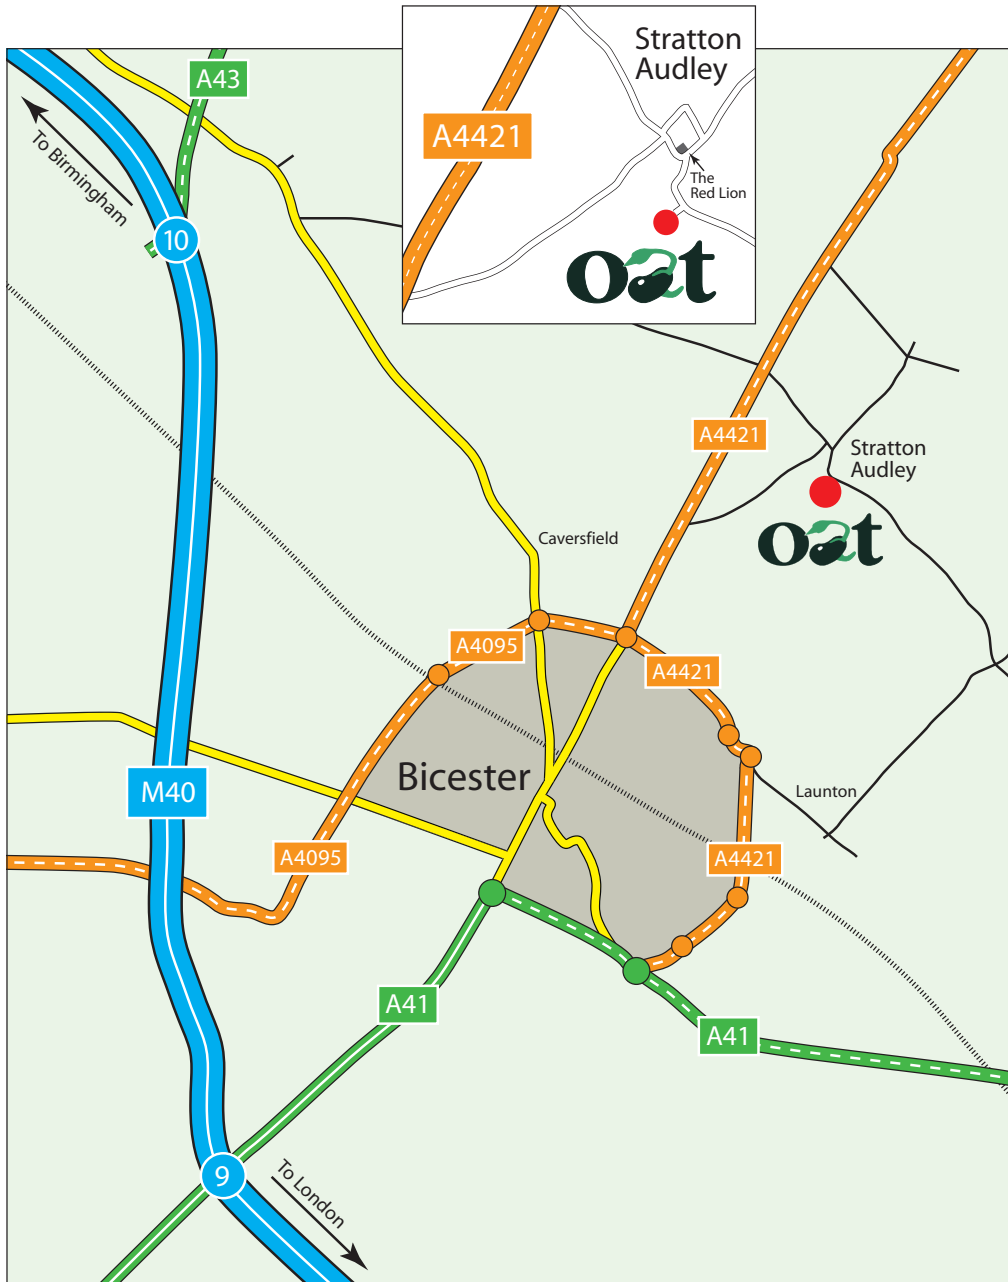 Stratton
Audley
A43
A4421
To Birmingham
The
Red Lion
10
oat
A4421
Stratton
Audley
oat
Caversfield
A4095
A4421
Bicester
M40
Launton
A4095
A4421
A41
A41
9
To London